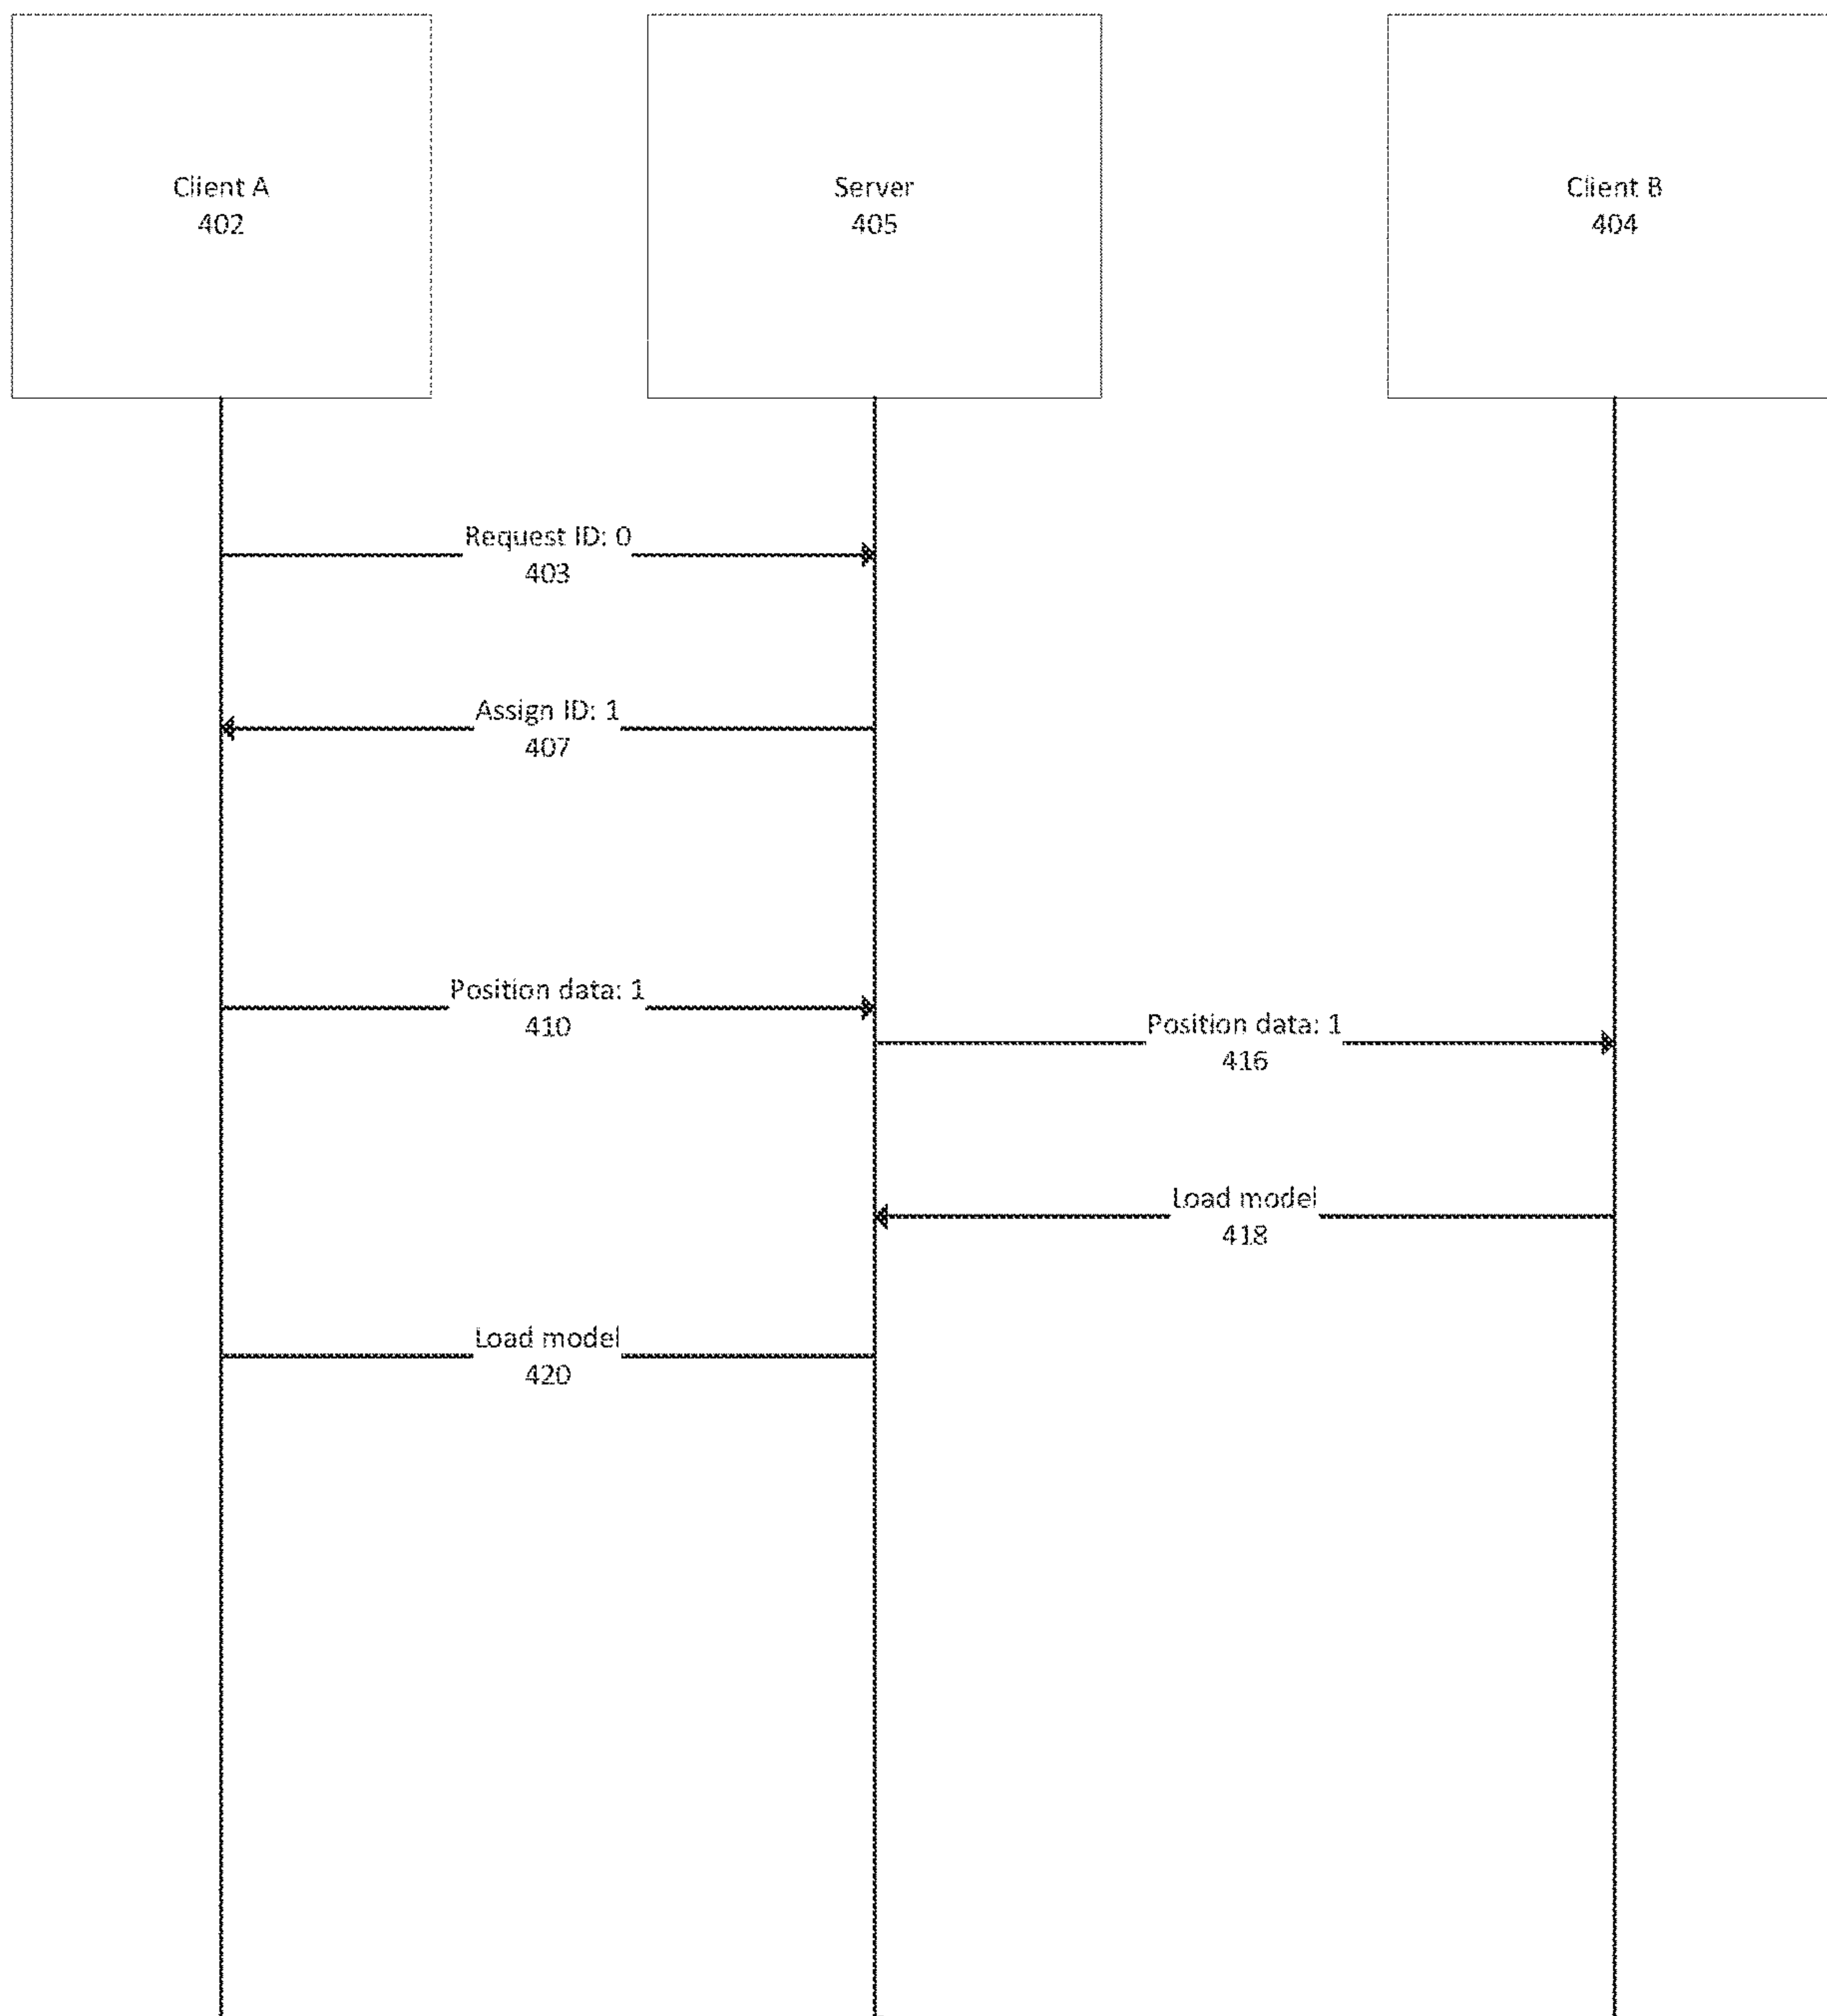 Client A
402
Server
405
Client B
404
Request ID: 0
403
Assign ID: 1
407
Position data: 1
410
Position data: 1
416
Load model
418
Load model
420